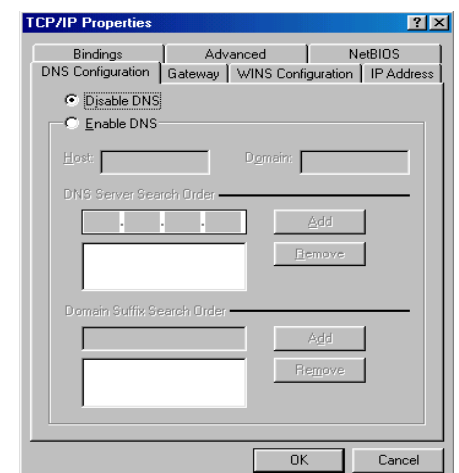 TCP/IP Properties
Bindings Advanced NetBIOS
DNS Configuration Gateway WINS Configuration IP Address
Disable DNS
Enable DNS
Host: Domain:
DNS Server Search Order
Add
Remove
Domain Suffix Search Order
Add
Remove
OK Cancel